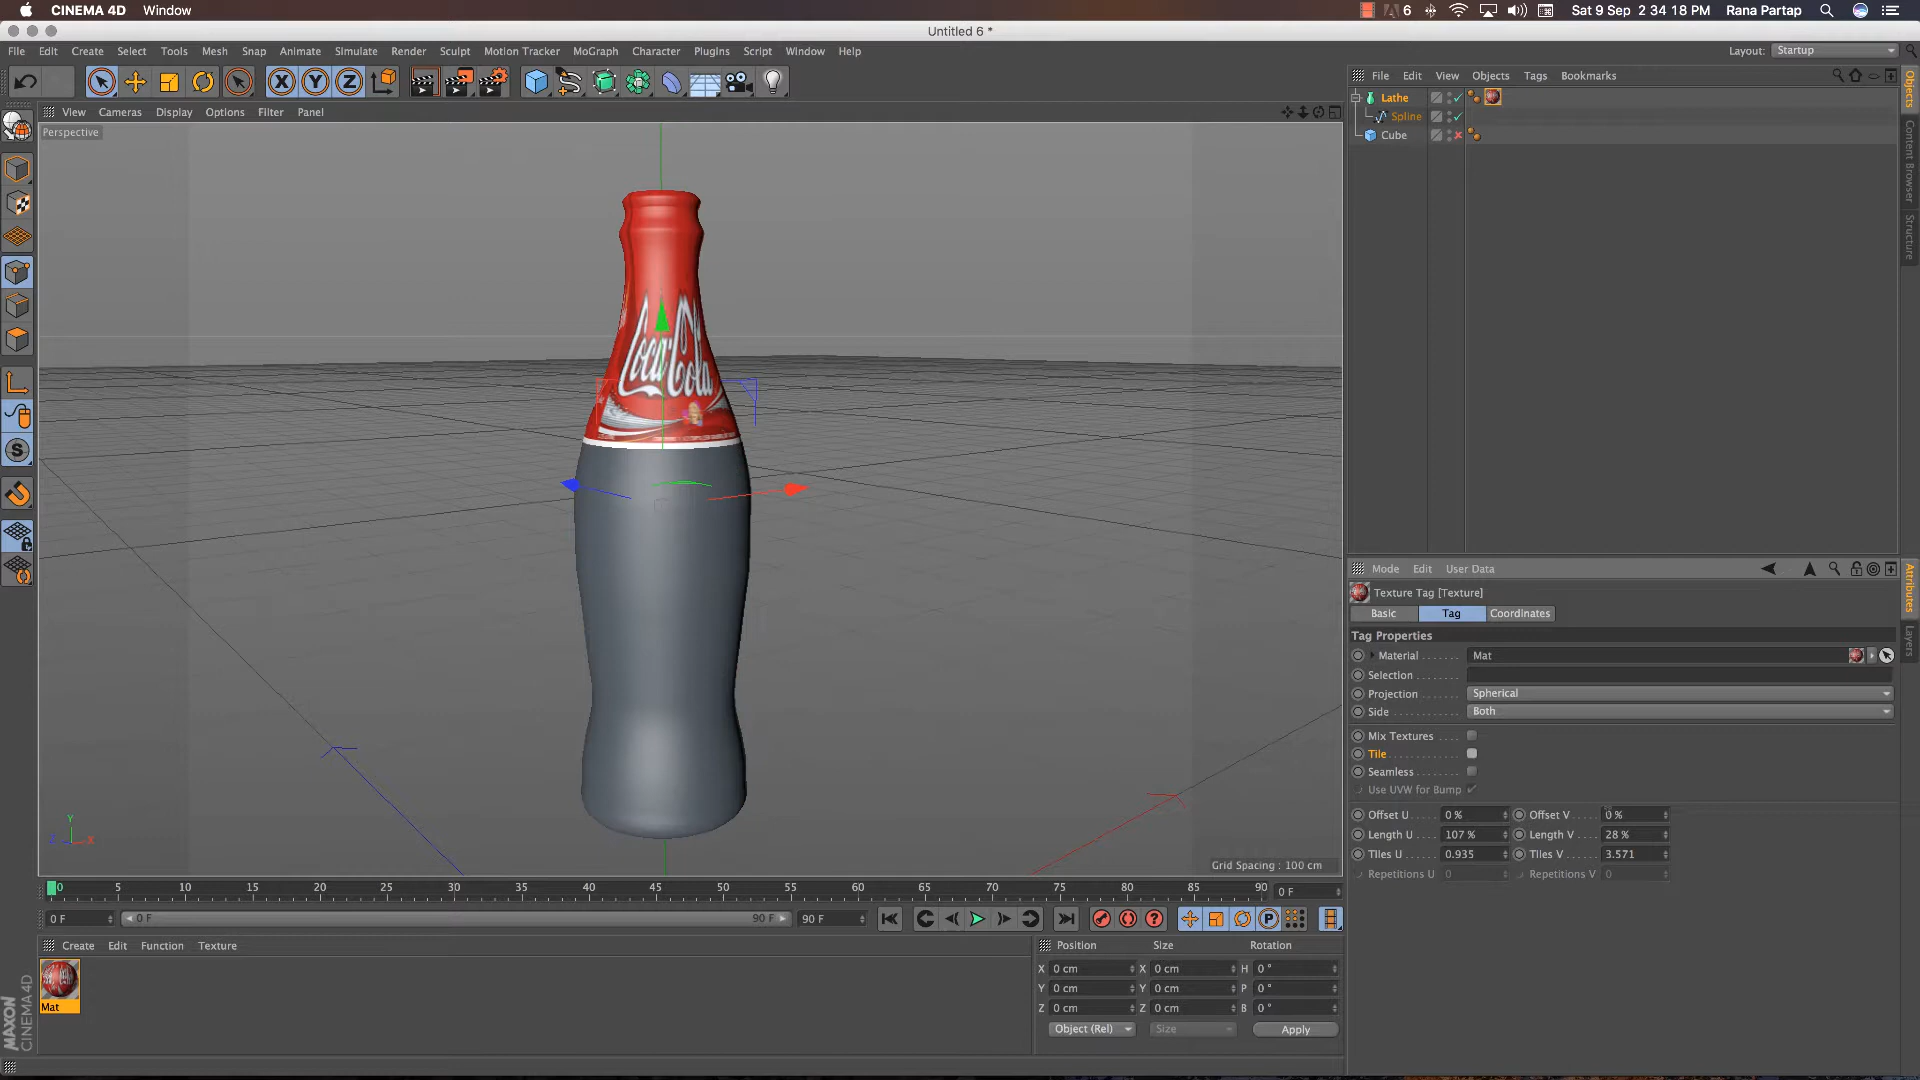 CINEMA 4D Window
6 Sat 9 Sep 2 34 18 PM Rana Partap
Untitled 6 *
File Edit Create Select Tools Mesh Snap Animate Simulate Render Sculpt Motion Tracker MoGraph Character Plugins Script Window Help
Layout: Startup
X Y Z
View Cameras Display Options Filter Panel
File Edit View Objects Tags Bookmarks
Perspective
Lathe
Spline
Cube
Objects
Content Browser
Structure
Coca Cola
Mode Edit User Data
Texture Tag [Texture]
Basic Tag Coordinates
Tag Properties
Material Mat
Selection
Projection Spherical
Side Both
Mix Textures
Tile
Seamless
Use UVW for Bump
Offset U 0 % Offset V 0 %
Length U 107 % Length V 28 %
Tiles U 0.935 Tiles V 3.571
Repetitions U 0 Repetitions V 0
Attributes
Layers
Y
Z X
Grid Spacing : 100 cm
0 5 10 15 20 25 30 35 40 45 50 55 60 65 70 75 80 85 90 0 F
0 F 0 F 90 F 90 F
Create Edit Function Texture
Position Size Rotation
X 0 cm X 0 cm H 0 °
Y 0 cm Y 0 cm P 0 °
Z 0 cm Z 0 cm B 0 °
Object (Rel) Size Apply
Mat
MAXON
CINEMA 4D